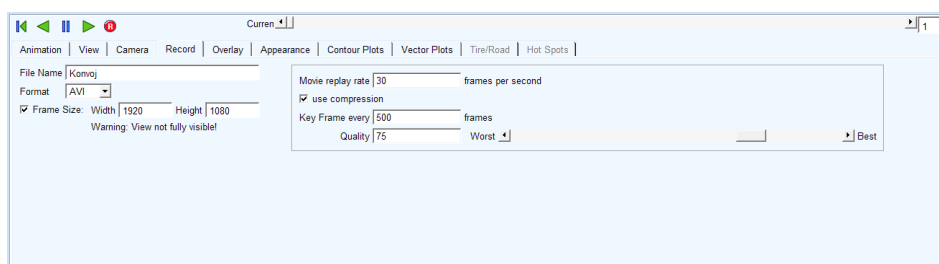 Curren
1
Animation View Camera Record Overlay Appearance Contour Plots Vector Plots Tire/Road Hot Spots
File Name Konvoj
Format AVI
Frame Size: Width 1920 Height 1080
Warning: View not fully visible!
Movie replay rate 30 frames per second
use compression
Key Frame every 500 frames
Quality 75 Worst Best